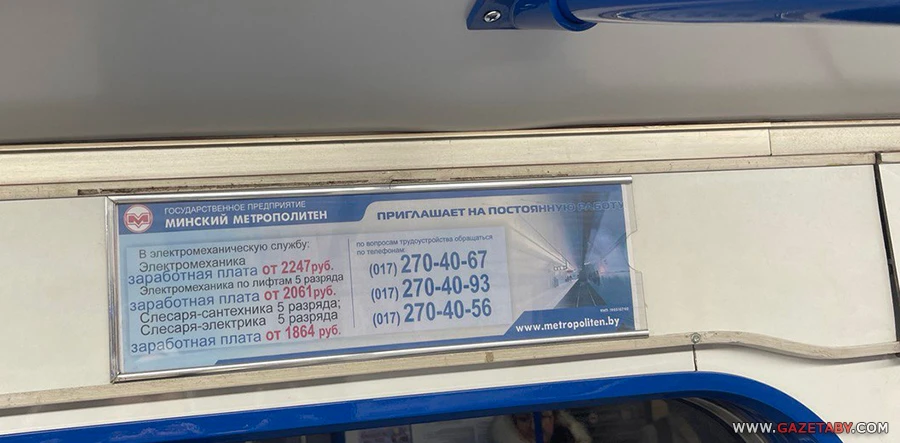 ГОСУДАРСТВЕННОЕ ПРЕДПРИЯТИЕ
МИНСКИЙ МЕТРОПОЛИТЕН
ПРИГЛАШАЕТ НА ПОСТОЯННУЮ РАБОТУ
В электромеханическую службу:
Электромеханика
заработная плата от 2247руб.
Электромеханика по лифтам 5 разряда
заработная плата от 2061руб.
Слесаря-сантехника 5 разряда;
Слесаря-электрика 5 разряда
заработная плата от 1864 руб.
по вопросам трудоустройства обращаться
по телефонам:
(017) 270-40-67
(017) 270-40-93
(017) 270-40-56
www.metropoliten.by
WWW.GAZETABY.COM